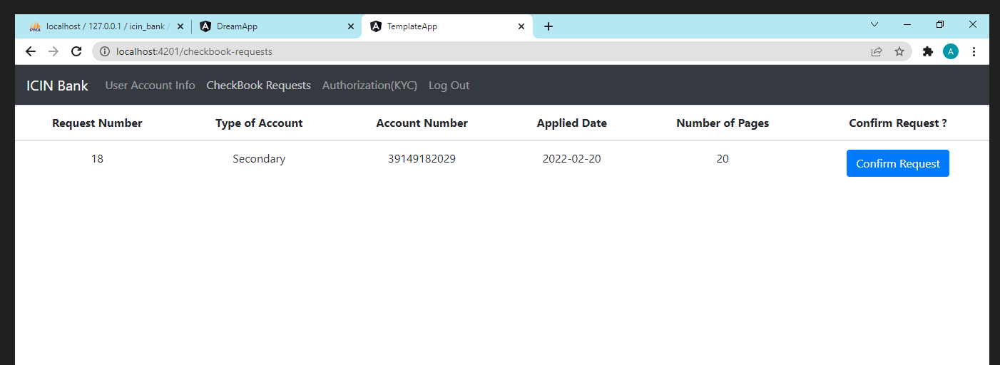 localhost / 127.0.0.1 / icin_bank / DreamApp TemplateApp
localhost:4201/checkbook-requests A
ICIN Bank User Account Info CheckBook Requests Authorization(KYC) Log Out
Request Number Type of Account Account Number Applied Date Number of Pages Confirm Request ?
18 Secondary 39149182029 2022-02-20 20 Confirm Request